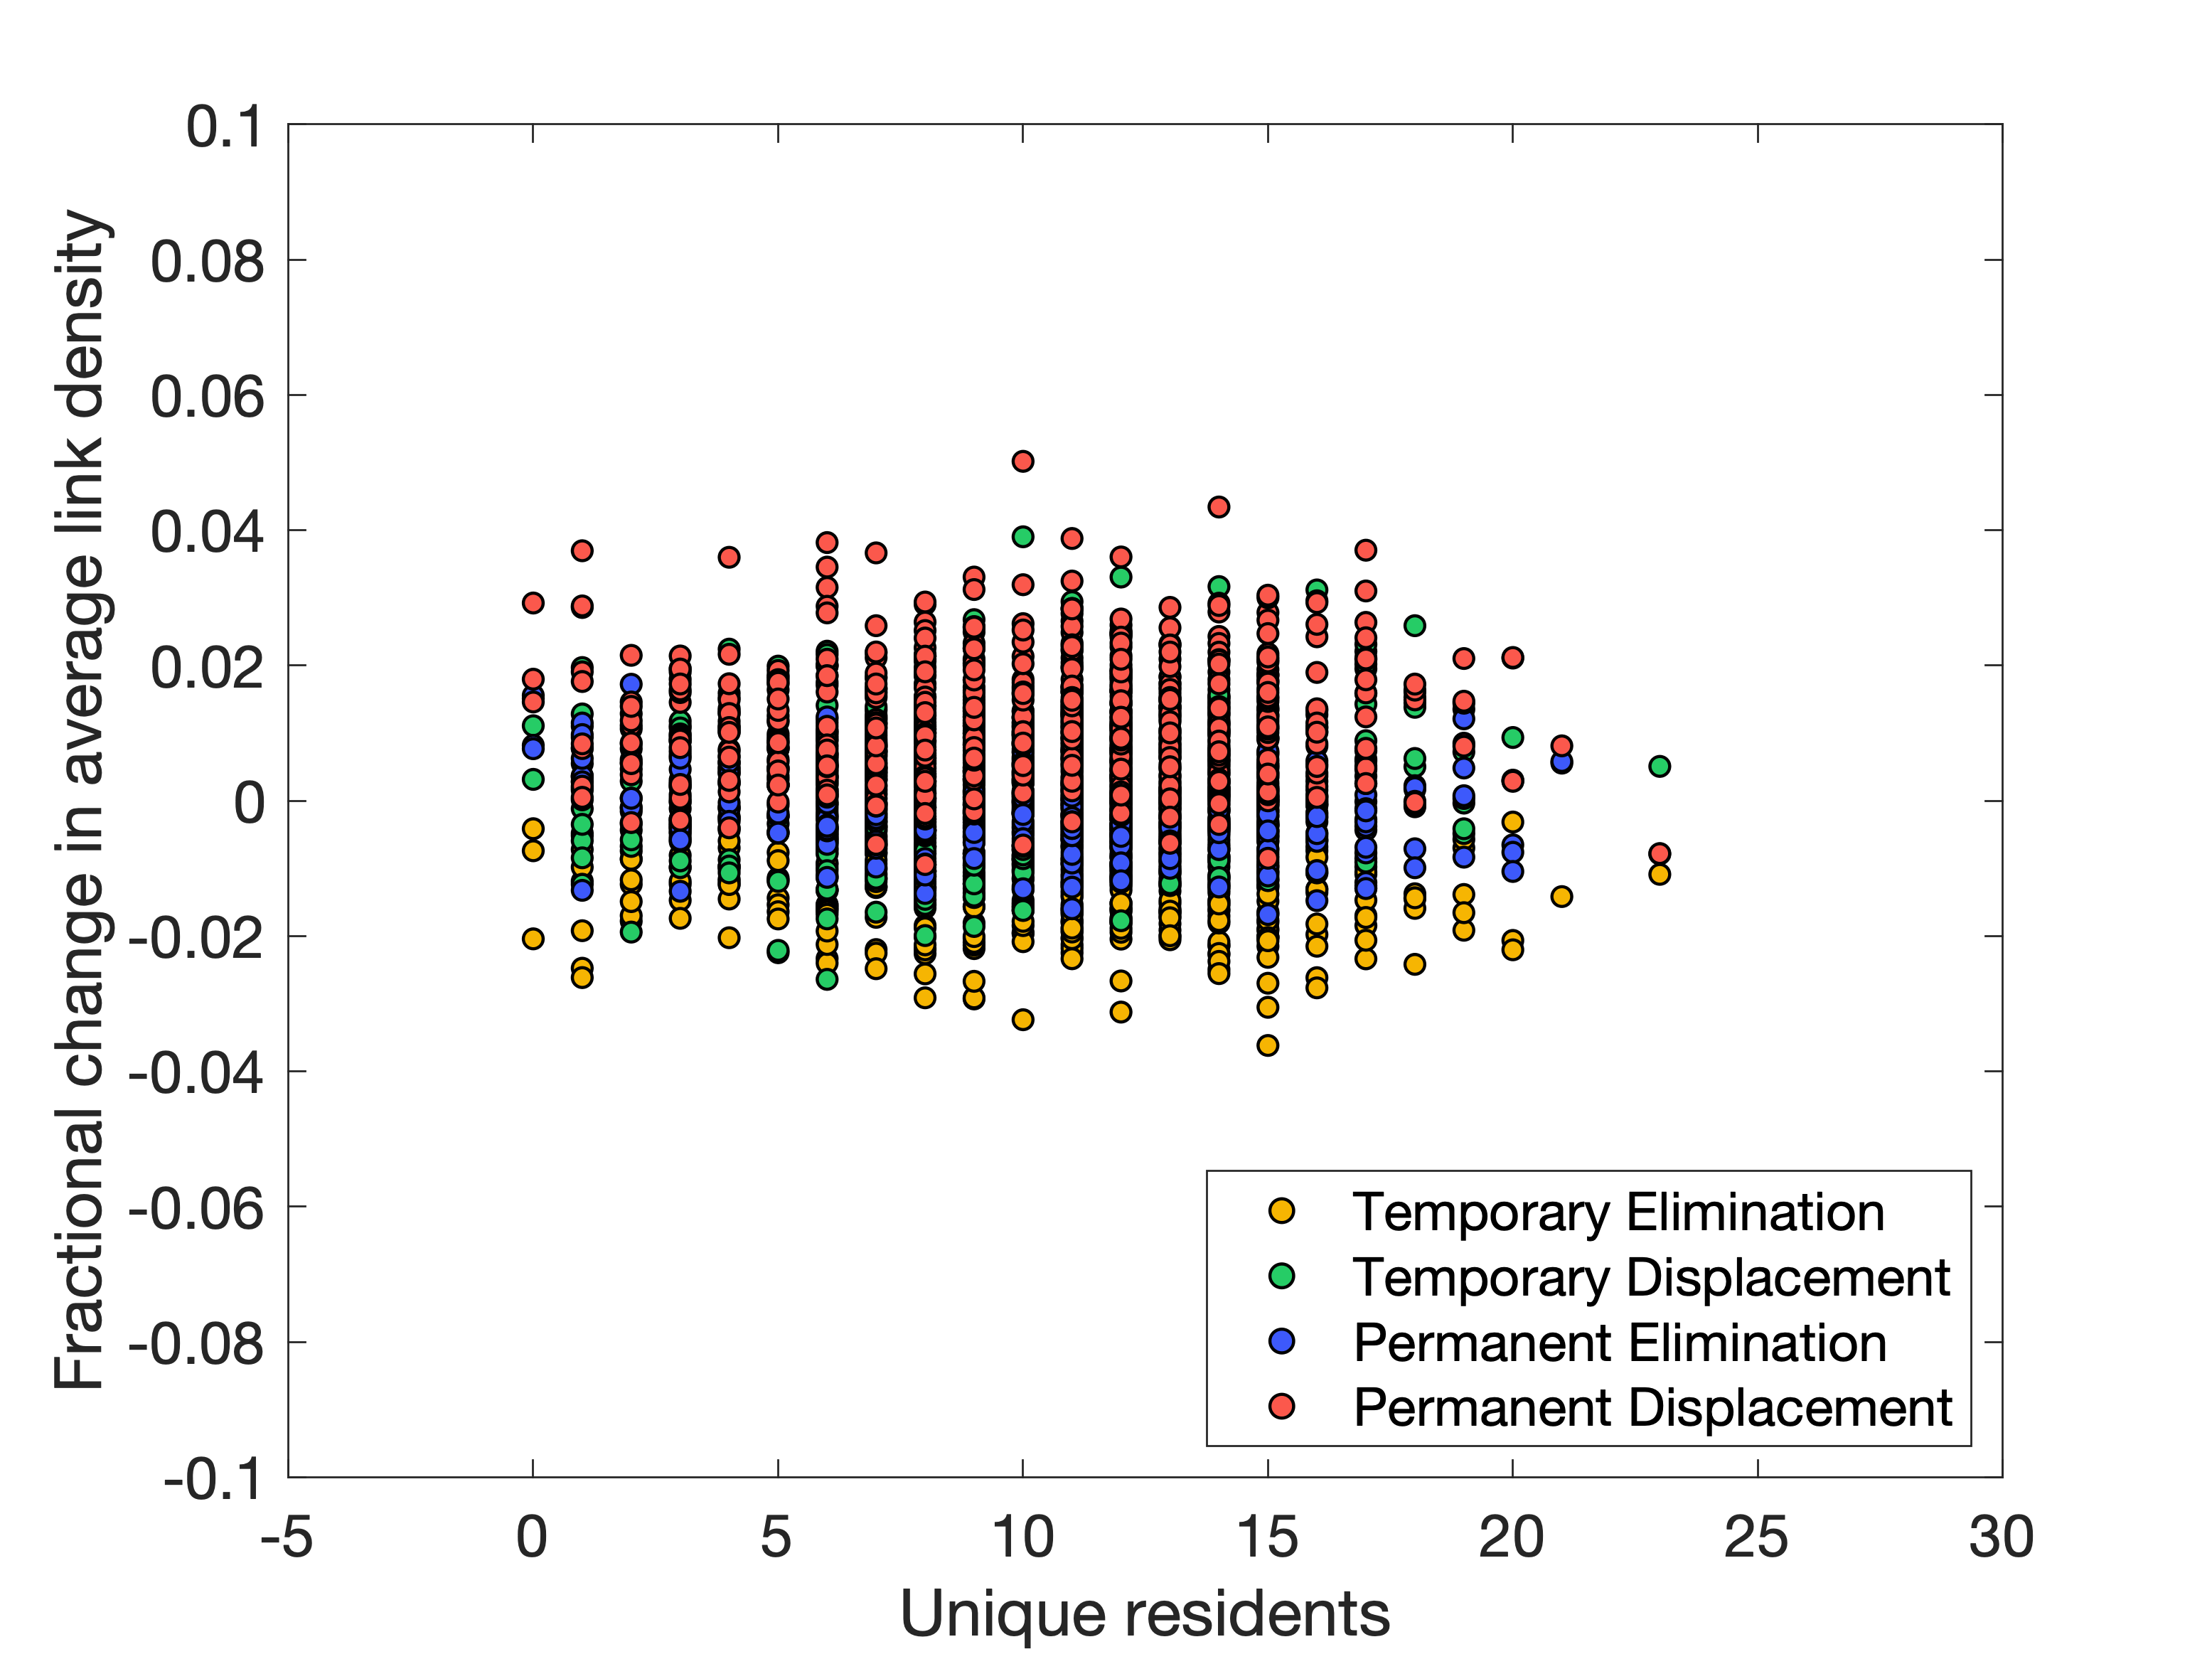 Fractional change in average link density
0.1
0.08
0.06
0.04
0.02
0
-0.02
-0.04
-0.06
-0.08
-0.1
Temporary Elimination
Temporary Displacement
Permanent Elimination
Permanent Displacement
-5 0 5 10 15 20 25 30
Unique residents